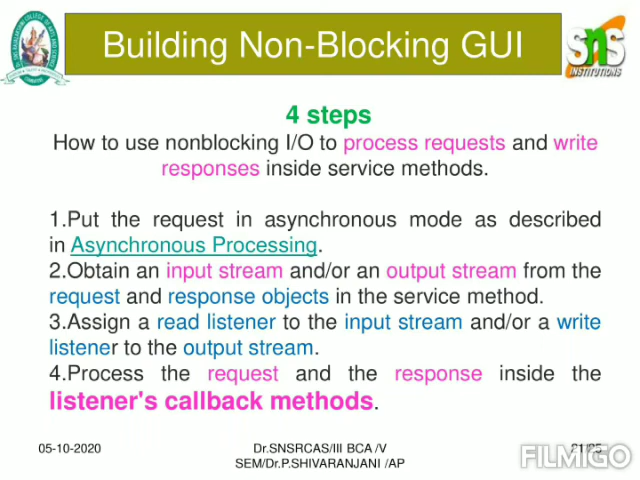 Building Non-Blocking GUI
SNS
INSTITUTIONS
4 steps
How to use nonblocking I/O to process requests and write
responses inside service methods.
1.Put the request in asynchronous mode as described
in Asynchronous Processing.
2.Obtain an input stream and/or an output stream from the
request and response objects in the service method.
3.Assign a read listener to the input stream and/or a write
listener to the output stream.
4.Process the request and the response inside the
listener's callback methods.
05-10-2020
Dr.SNSRCAS/III BCA /V
SEM/Dr.P.SHIVARANJANI /AP
FILMIGO